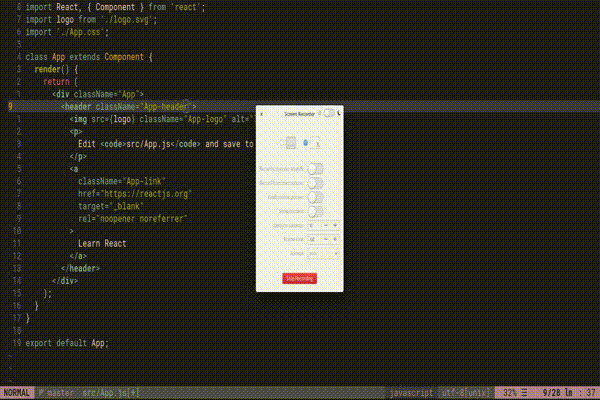 8 import React, { Component } from 'react';
7 import logo from './logo.svg';
6 import './App.css';
5
4 class App extends Component {
3 render() {
2 return (
1 <div className="App">
9 <header className="App-header">
1 <img src={logo} className="App-logo" alt="
2 <p>
3 Edit <code>src/App.js</code> and save to
4 </p>
5 <a
6 className="App-link"
7 href="https://reactjs.org"
8 target="_blank"
9 rel="noopener noreferrer"
10 >
11 Learn React
12 </a>
13 </header>
14 </div>
15 );
16 }
17 }
18
19 export default App;
~
~
~
Screen Recorder
Stop Recording
NORMAL master src/App.js[+] javascript utf-8[unix] 32% ☰ 9/28 ln : 37